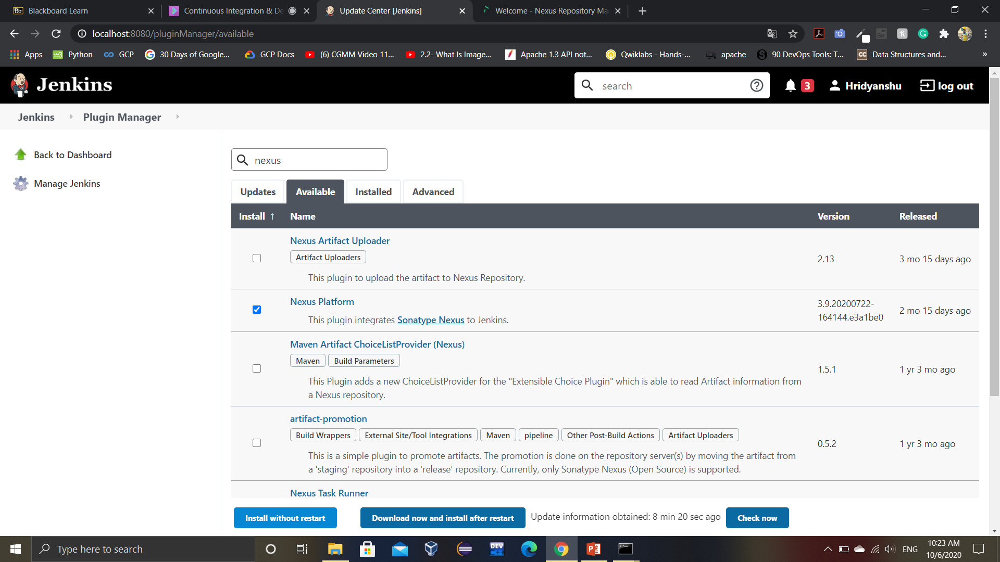 Blackboard Learn
Continuous Integration & De
Update Center [Jenkins]
Welcome - Nexus Repository Ma
localhost:8080/pluginManager/available
Apps
Python
GCP
30 Days of Google...
GCP Docs
(6) CGMM Video 11...
2.2- What Is Image...
Apache 1.3 API not...
Qwiklabs - Hands-...
apache
90 DevOps Tools: T...
Data Structures and...
»
Jenkins
search
3
Hridyanshu
log out
Jenkins
Plugin Manager
Back to Dashboard
Manage Jenkins
nexus
Updates
Available
Installed
Advanced
Install ↑ Name Version Released
Nexus Artifact Uploader
Artifact Uploaders
This plugin to upload the artifact to Nexus Repository.
2.13
3 mo 15 days ago
Nexus Platform
This plugin integrates Sonatype Nexus to Jenkins.
3.9.20200722-
164144.e3a1be0
2 mo 15 days ago
Maven Artifact ChoiceListProvider (Nexus)
Maven Build Parameters
This Plugin adds a new ChoiceListProvider for the "Extensible Choice Plugin" which is able to read Artifact information from
a Nexus repository.
1.5.1
1 yr 3 mo ago
artifact-promotion
Build Wrappers External Site/Tool Integrations Maven pipeline Other Post-Build Actions Artifact Uploaders
This is a simple plugin to promote artifacts. The promotion is done on the repository server(s) by moving the artifact from
a 'staging' repository into a 'release' repository. Currently, only Sonatype Nexus (Open Source) is supported.
0.5.2
1 yr 3 mo ago
Nexus Task Runner
Install without restart
Download now and install after restart
Update information obtained: 8 min 20 sec ago
Check now
Type here to search
ENG
10:23 AM
10/6/2020